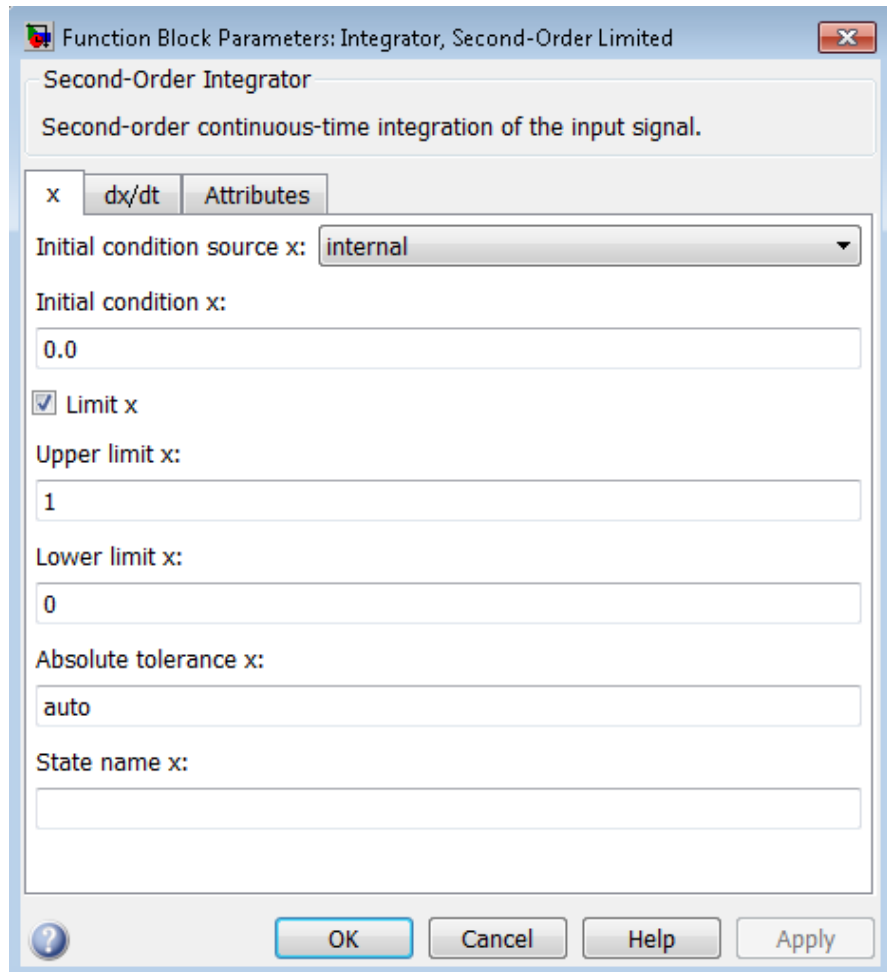 Function Block Parameters: Integrator, Second-Order Limited
Second-Order Integrator
Second-order continuous-time integration of the input signal.
x dx/dt Attributes
Initial condition source x: internal
Initial condition x:
0.0
Limit x
Upper limit x:
1
Lower limit x:
0
Absolute tolerance x:
auto
State name x:
? OK Cancel Help Apply